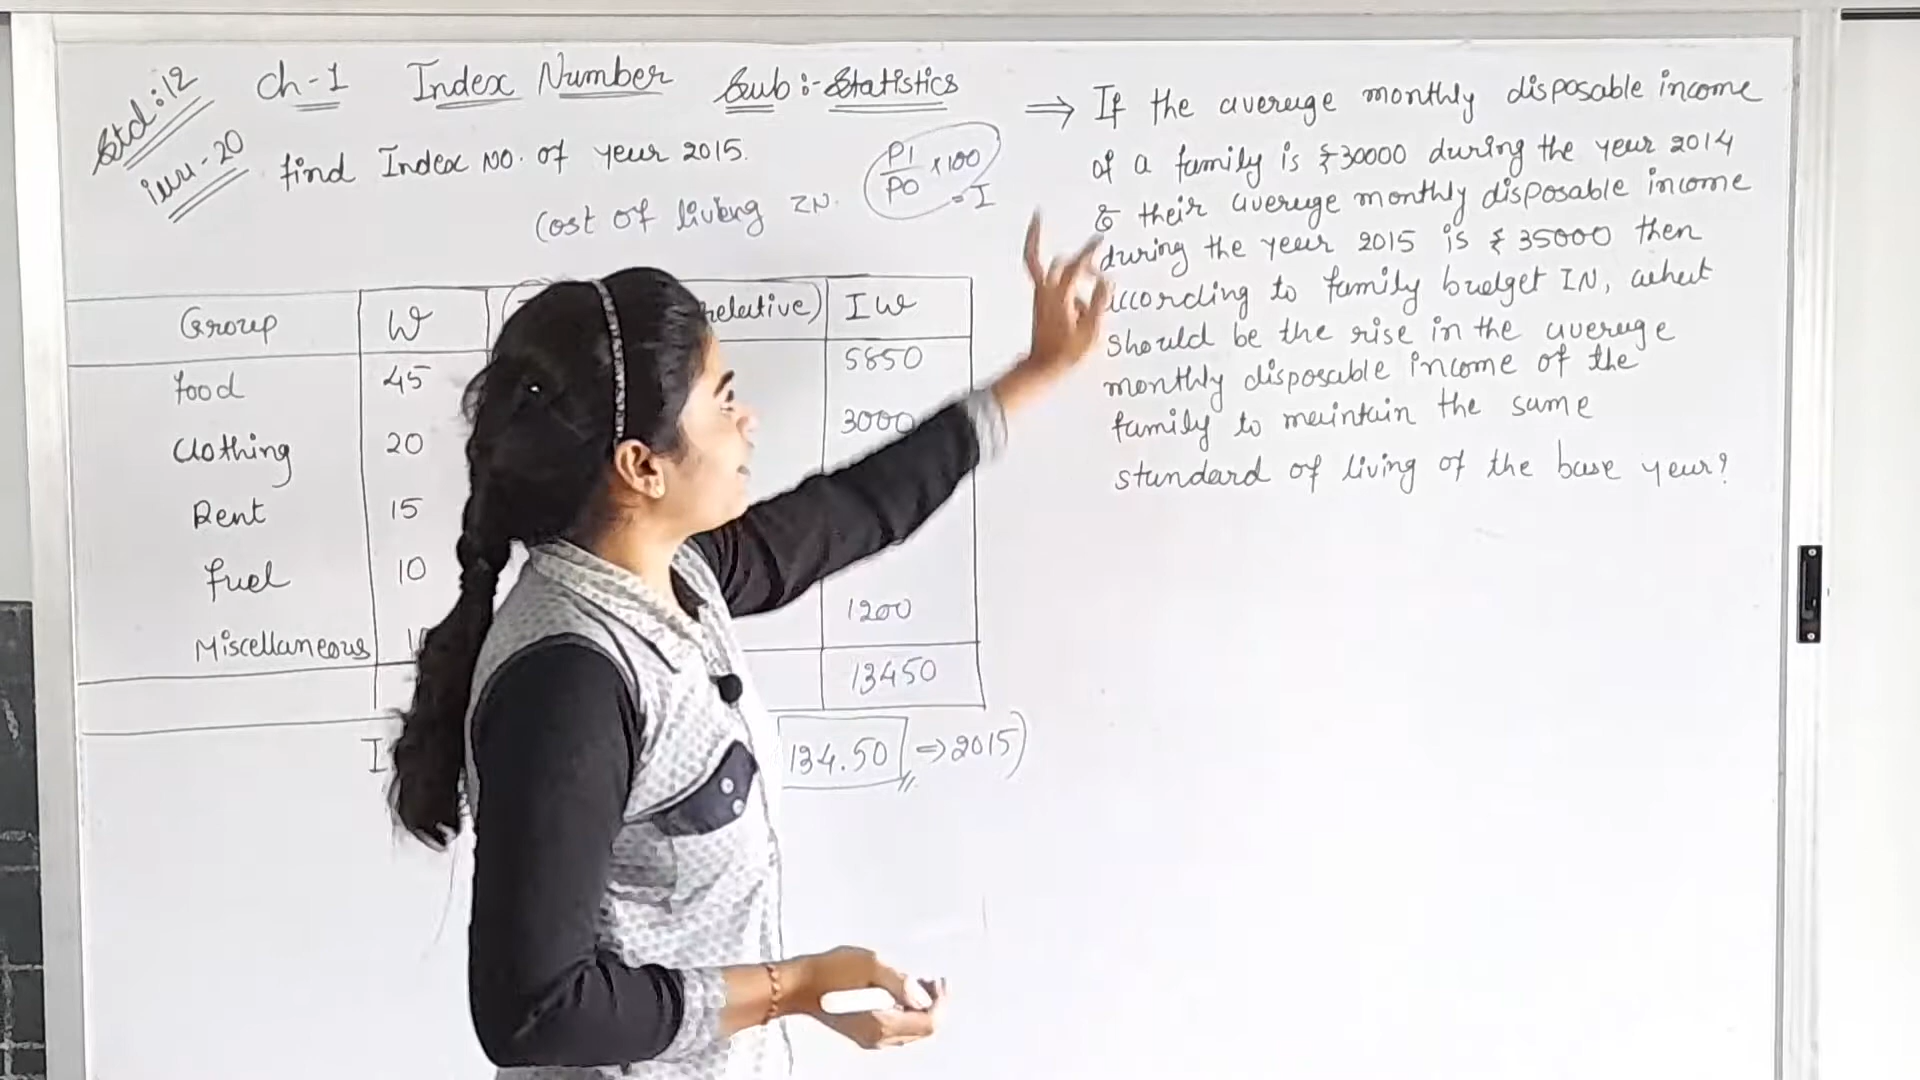 Std:12
Ch-1 Index Number Sub:-Statistics
find Index NO. of year 2015.
Cost of living IN.
P1/P0 × 100
= I
Group W relative) I W
food 45 5850
Clothing 20 3000
Rent 15
fuel 10
Miscellaneous 1200
13450
I 134.50 ⇒ 2015)
⇒ If the average monthly disposable income
of a family is ₹30000 during the year 2014
& their average monthly disposable income
during the year 2015 is ₹35000 then
according to family budget IN, what
should be the rise in the average
monthly disposable income of the
family to maintain the same
standard of living of the base year?